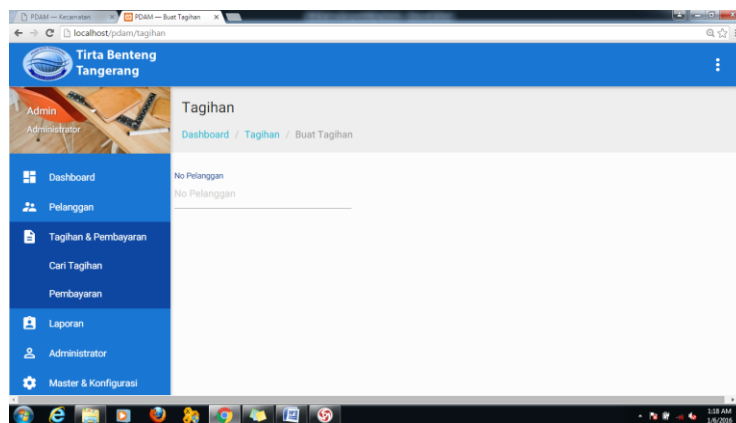 PDAM — Kecamatan
PDAM — Buat Tagihan
localhost/pdam/tagihan
Tirta Benteng
Tangerang
Admin
Administrator
Tagihan
Dashboard / Tagihan / Buat Tagihan
Dashboard
Pelanggan
Tagihan & Pembayaran
Cari Tagihan
Pembayaran
Laporan
Administrator
Master & Konfigurasi
No Pelanggan
No Pelanggan
1:18 AM
1/6/2016